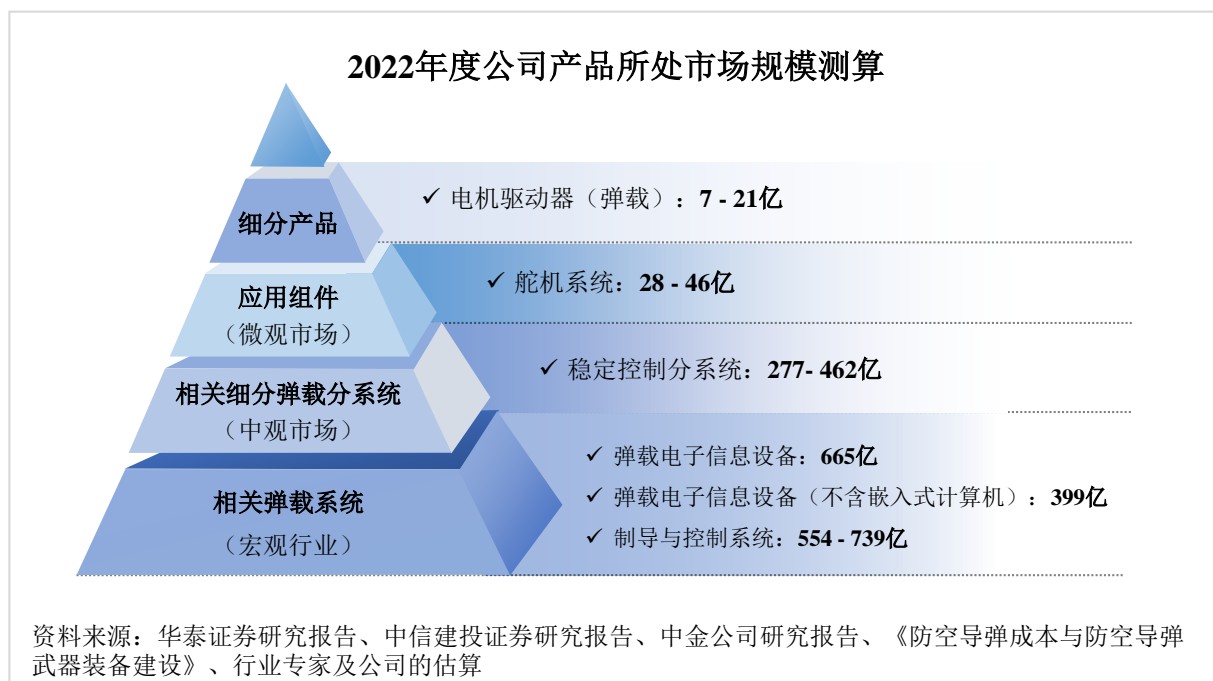 2022年度公司产品所处市场规模测算
细分产品
✓ 电机驱动器（弹载）：7 - 21亿
应用组件
（微观市场）
✓ 舵机系统：28 - 46亿
相关细分弹载分系统
（中观市场）
✓ 稳定控制分系统：277- 462亿
相关弹载系统
（宏观行业）
✓ 弹载电子信息设备：665亿
✓ 弹载电子信息设备（不含嵌入式计算机）：399亿
✓ 制导与控制系统：554 - 739亿
资料来源：华泰证券研究报告、中信建投证券研究报告、中金公司研究报告、《防空导弹成本与防空导弹
武器装备建设》、行业专家及公司的估算